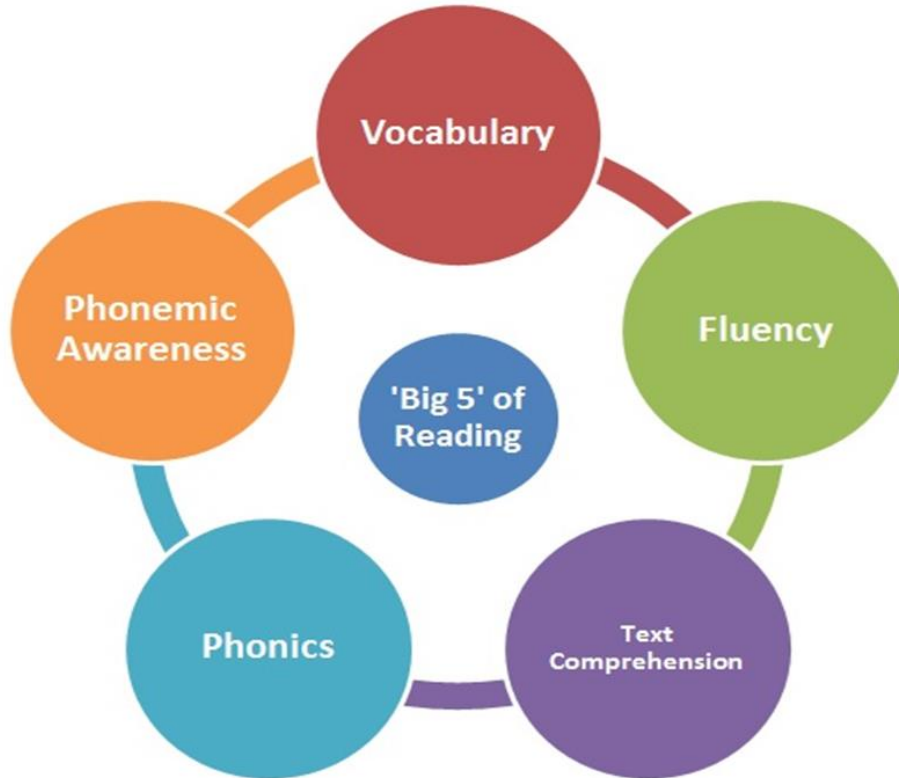 Vocabulary
Fluency
Text
Comprehension
Phonics
Phonemic
Awareness
'Big 5' of
Reading